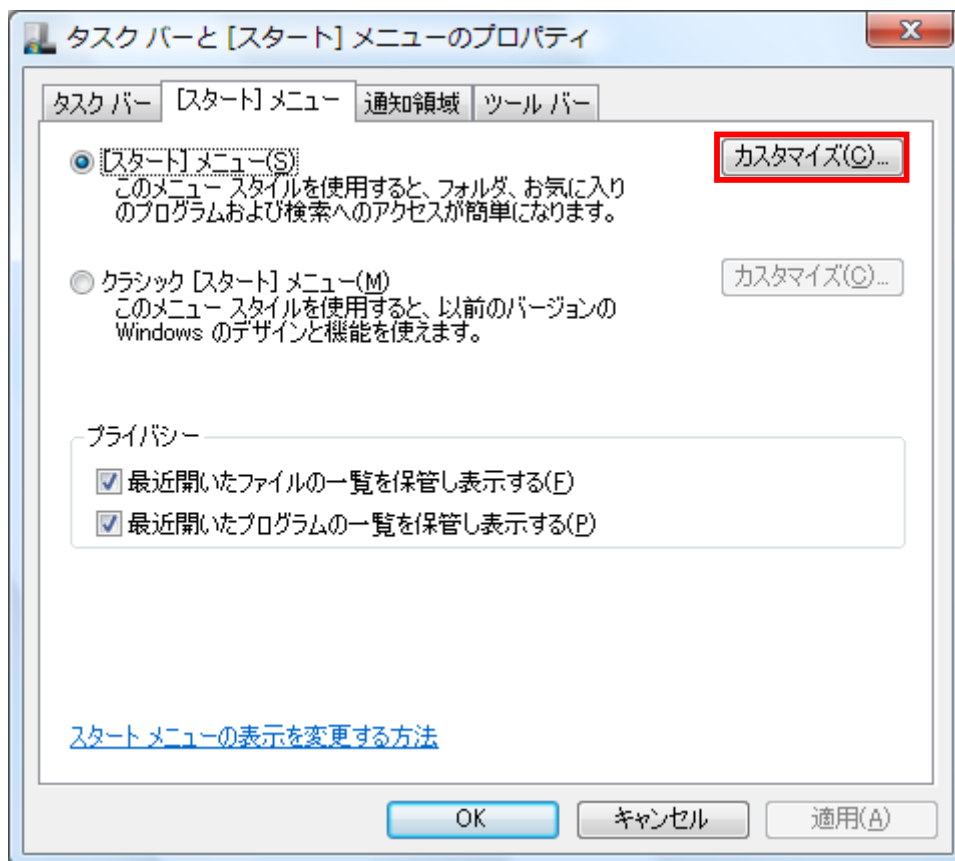 タスク バーと [スタート] メニューのプロパティ
タスク バー [スタート] メニュー 通知領域 ツール バー
[スタート] メニュー(S) カスタマイズ(C)...
このメニュー スタイルを使用すると、フォルダ、お気に入り
のプログラムおよび検索へのアクセスが簡単になります。
クラシック [スタート] メニュー(M) カスタマイズ(C)...
このメニュー スタイルを使用すると、以前のバージョンの
Windows のデザインと機能を使えます。
プライバシー
最近開いたファイルの一覧を保管し表示する(F)
最近開いたプログラムの一覧を保管し表示する(P)
スタート メニューの表示を変更する方法
OK キャンセル 適用(A)